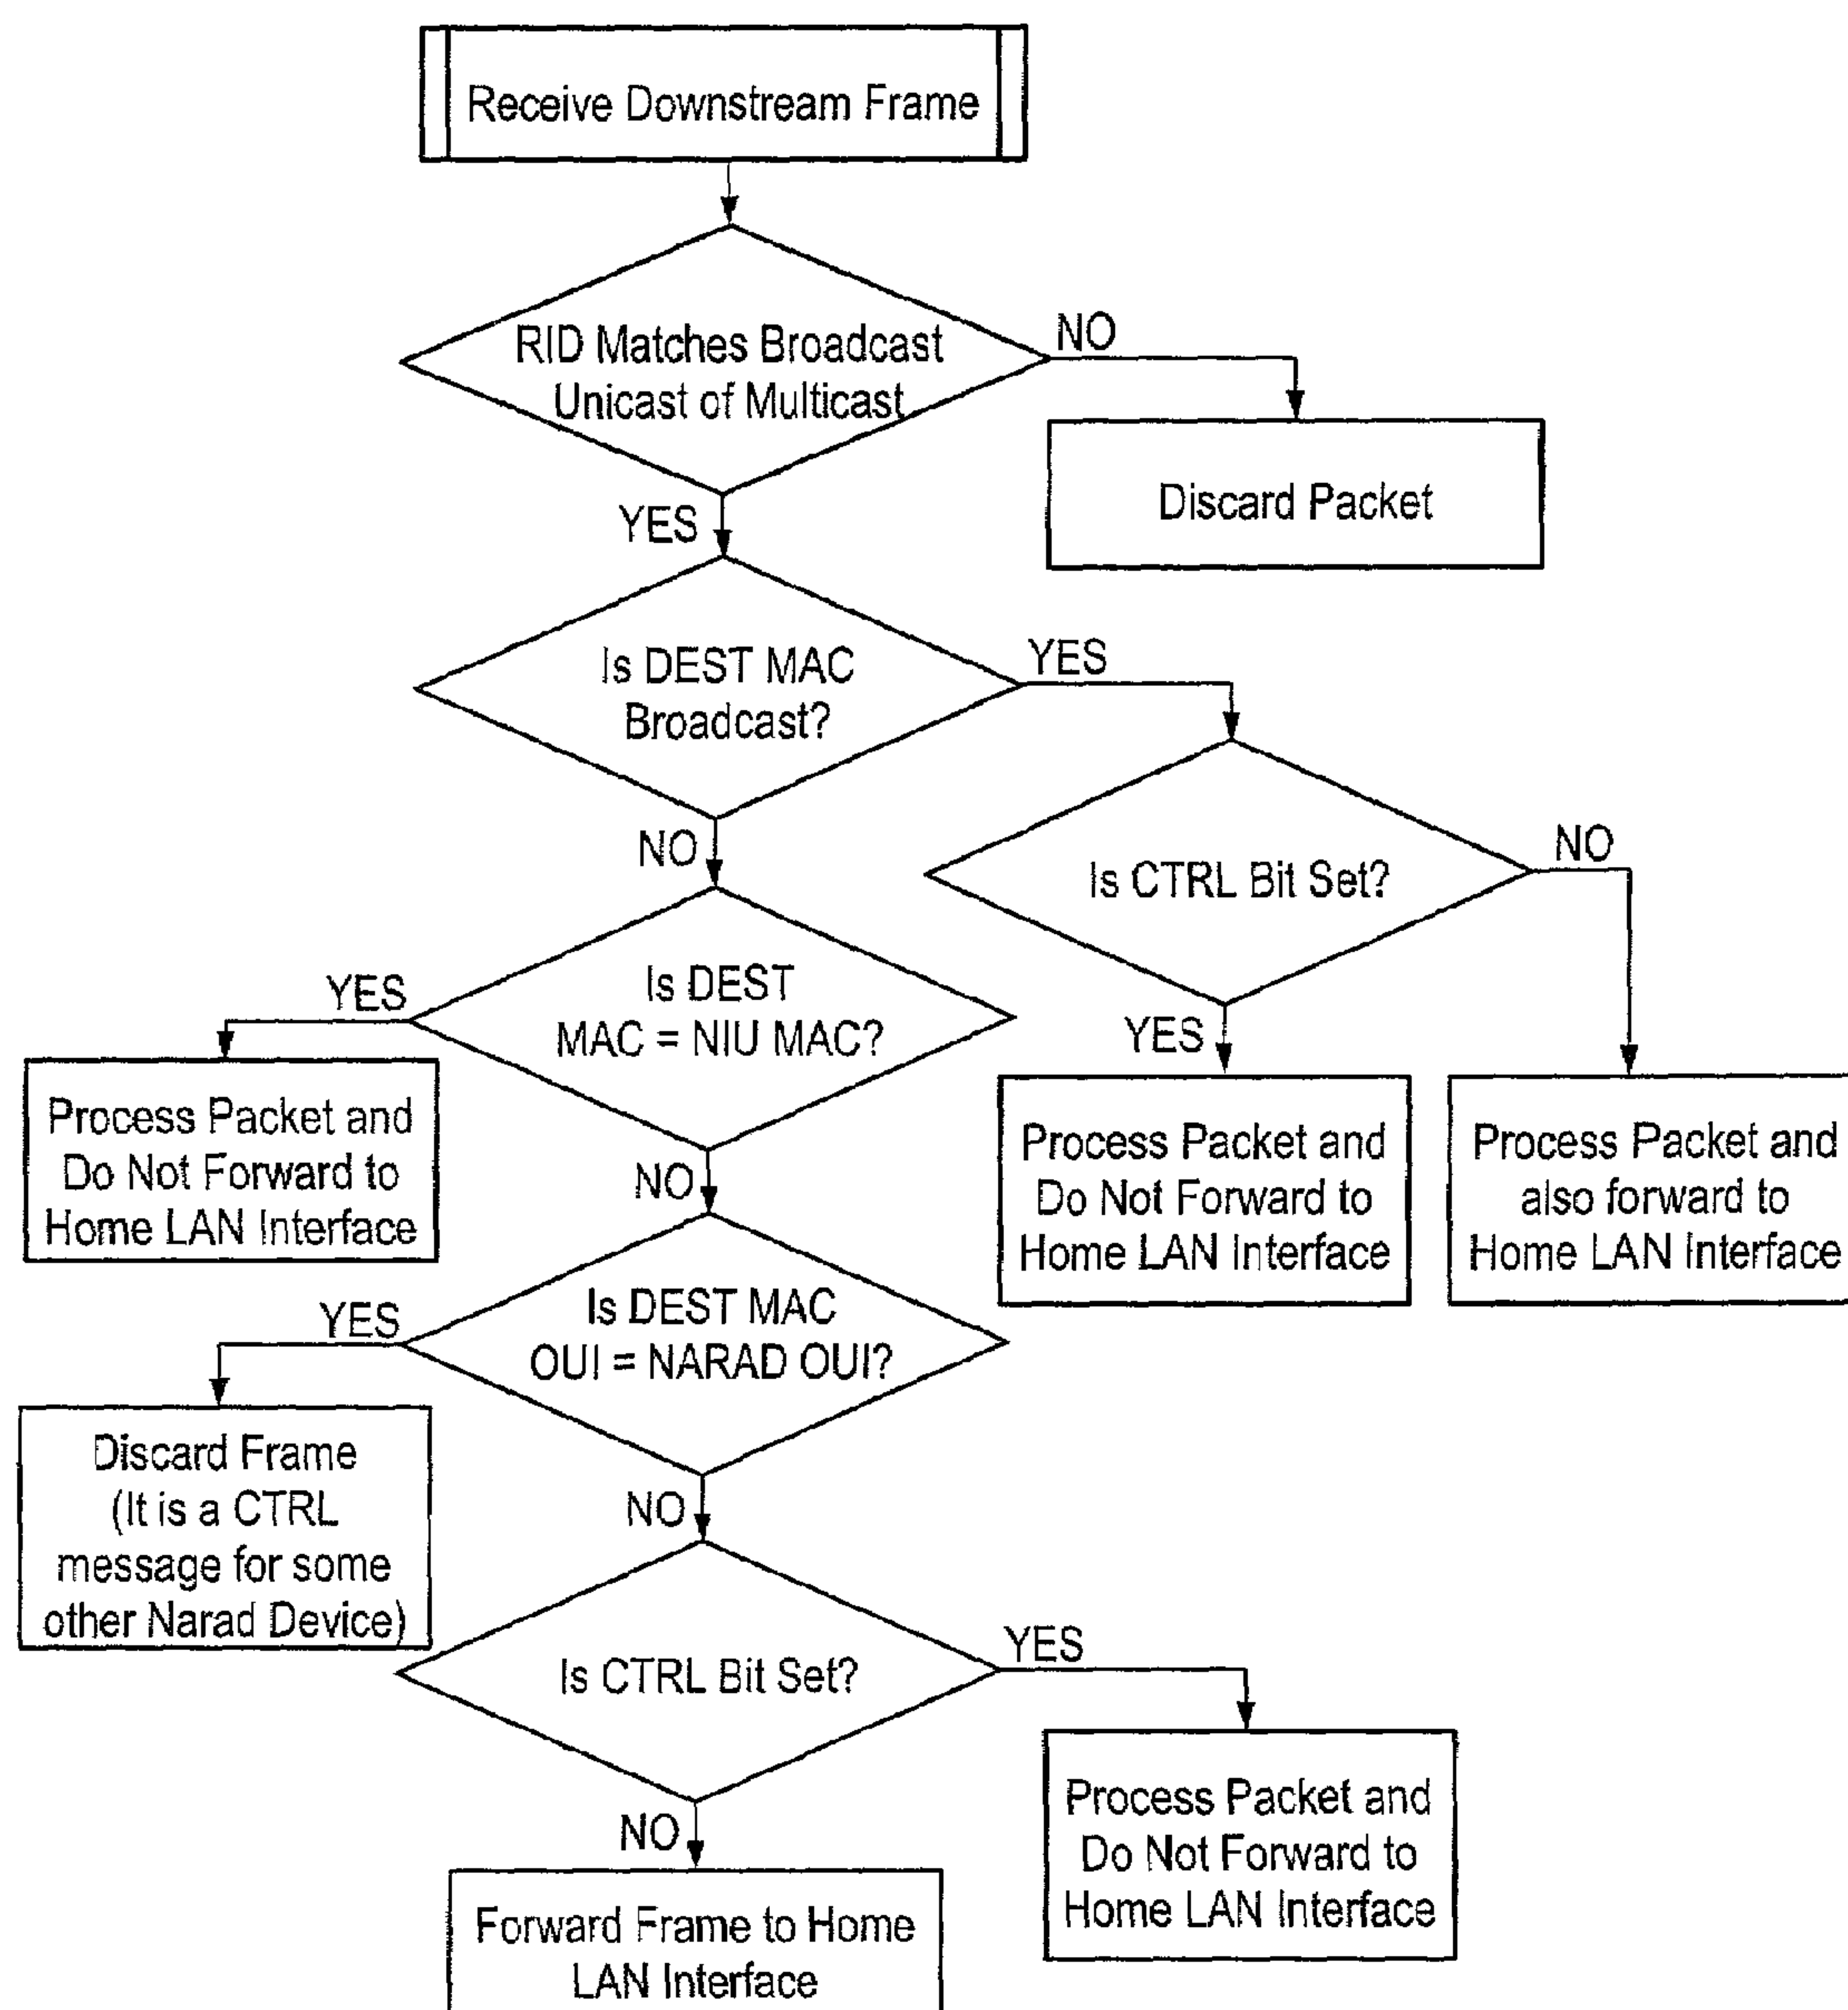 Receive Downstream Frame
RID Matches Broadcast
Unicast of Multicast
NO
Discard Packet
YES
Is DEST MAC
Broadcast?
YES
NO
Is CTRL Bit Set?
NO
YES
Is DEST
MAC = NIU MAC?
YES
Process Packet and
Do Not Forward to
Home LAN Interface
Process Packet and
Do Not Forward to
Home LAN Interface
Process Packet and
also forward to
Home LAN Interface
NO
Is DEST MAC
OUI = NARAD OUI?
YES
Discard Frame
(It is a CTRL
message for some
other Narad Device)
NO
Is CTRL Bit Set?
YES
Process Packet and
Do Not Forward to
Home LAN Interface
NO
Forward Frame to Home
LAN Interface